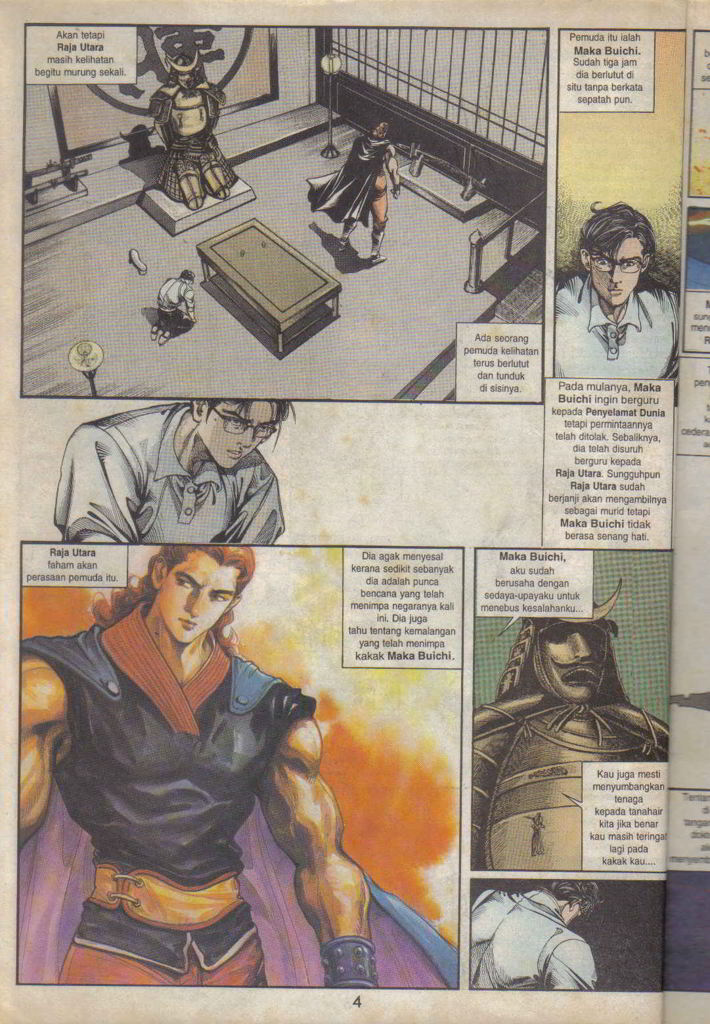 Akan tetapi
Raja Utara
masih kelihatan
begitu murung sekali.
Pemuda itu ialah
Maka Buichi.
Sudah tiga jam
dia berlutut di
situ tanpa berkata
sepatah pun.
Ada seorang
pemuda kelihatan
terus berlutut
dan tunduk
di sisinya.
Pada mulanya, Maka
Buichi ingin berguru
kepada Penyelamat Dunia
tetapi permintaannya
telah ditolak. Sebaliknya,
dia telah disuruh
berguru kepada
Raja Utara. Sungguhpun
Raja Utara sudah
berjanji akan mengambilnya
sebagai murid tetapi
Maka Buichi tidak
berasa senang hati.
Raja Utara
faham akan
perasaan pemuda itu.
Dia agak menyesal
kerana sedikit sebanyak
dia adalah punca
bencana yang telah
menimpa negaranya kali
ini. Dia juga
tahu tentang kemalangan
yang telah menimpa
kakak Maka Buichi.
Maka Buichi,
aku sudah
berusaha dengan
sedaya-upayaku untuk
menebus kesalahanku...
Kau juga mesti
menyumbangkan
tenaga
kepada tanahair
kita jika benar
kau masih teringat
lagi pada
kakak kau....
4